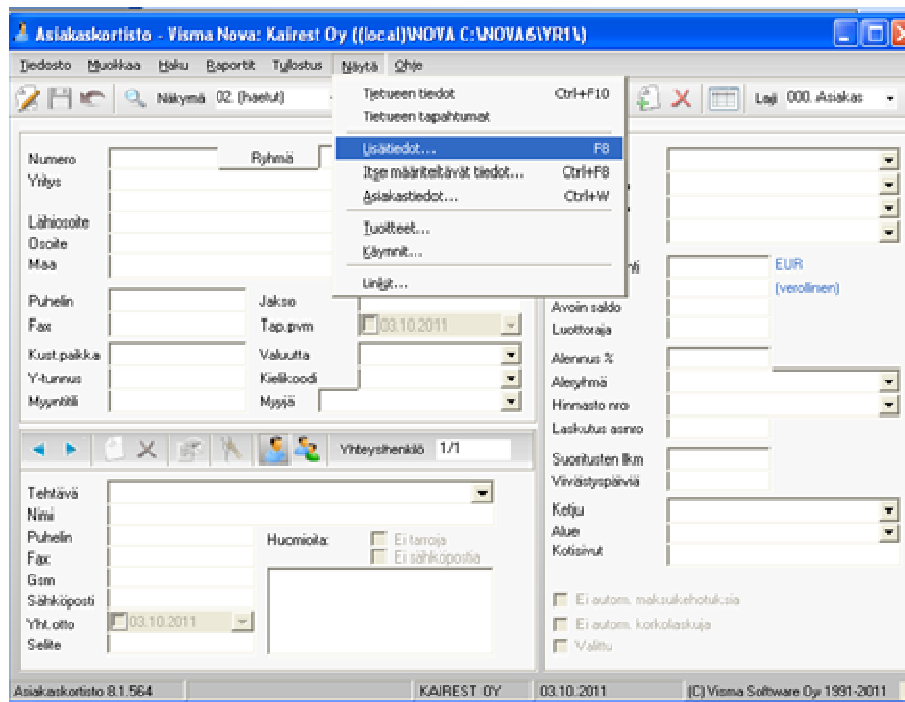 Asiakaskortisto - Visma Nova: Kairest Oy ((local)\NOVA C:\NOVA6\YR1\)
Tiedosto Muokkaa Haku Raportit Tulostus Näytä Ohje
Näkymä 02. (haetut) Laji 000. Asiakas
Tietueen tiedot Ctrl+F10
Tietueen tapahtumat
Lisätiedot... F8
Itse määriteltävät tiedot... Ctrl+F8
Asiakastiedot... Ctrl+W
Tuotteet...
Käynnit...
Linkit...
Numero Ryhmä
Yritys
Lähiosoite
Osoite
Maa
Puhelin Jakso
Fax Tap.pvm 03.10.2011
Kust.paikka Valuutta
Y-tunnus Kielikoodi
Myyntitili Myyjä
EUR
(verollinen)
Avoin saldo
Luottoraja
Alennus %
Aleryhmä
Hinnasto nro
Laskutus asnro
Suoritusten lkm
Viivästyspäiviä
Ketju
Alue
Kotisivut
Ei autom. maksukehotuksia
Ei autom. korkolaskuja
Valittu
Yhteyshenkilö 1/1
Tehtävä
Nimi
Puhelin Huomioita: Ei tarroja
Fax Ei sähköpostia
Gsm
Sähköposti
Yht.otto 03.10.2011
Selite
Asiakaskortisto 8.1.564 KAIREST OY 03.10.2011 (C) Visma Software Oy 1991-2011